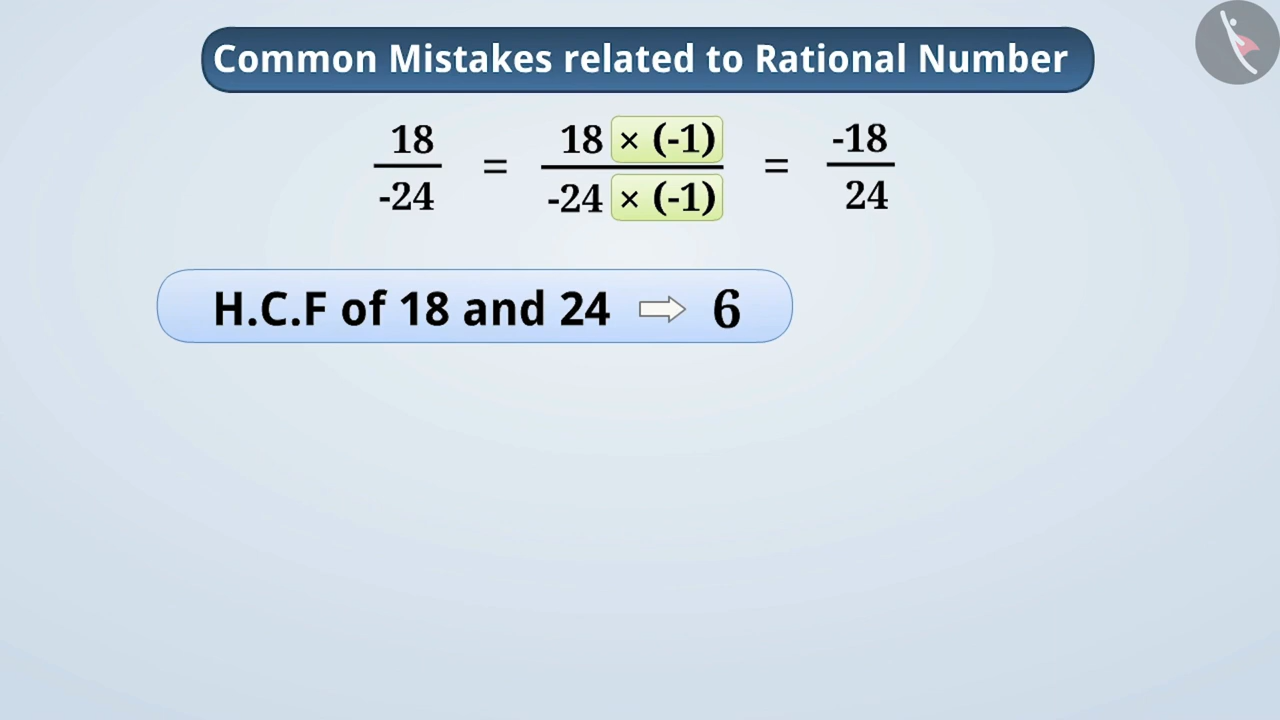 Common Mistakes related to Rational Number
18 / -24 = 18 × (-1) / -24 × (-1) = -18 / 24
H.C.F of 18 and 24 ⇨ 6